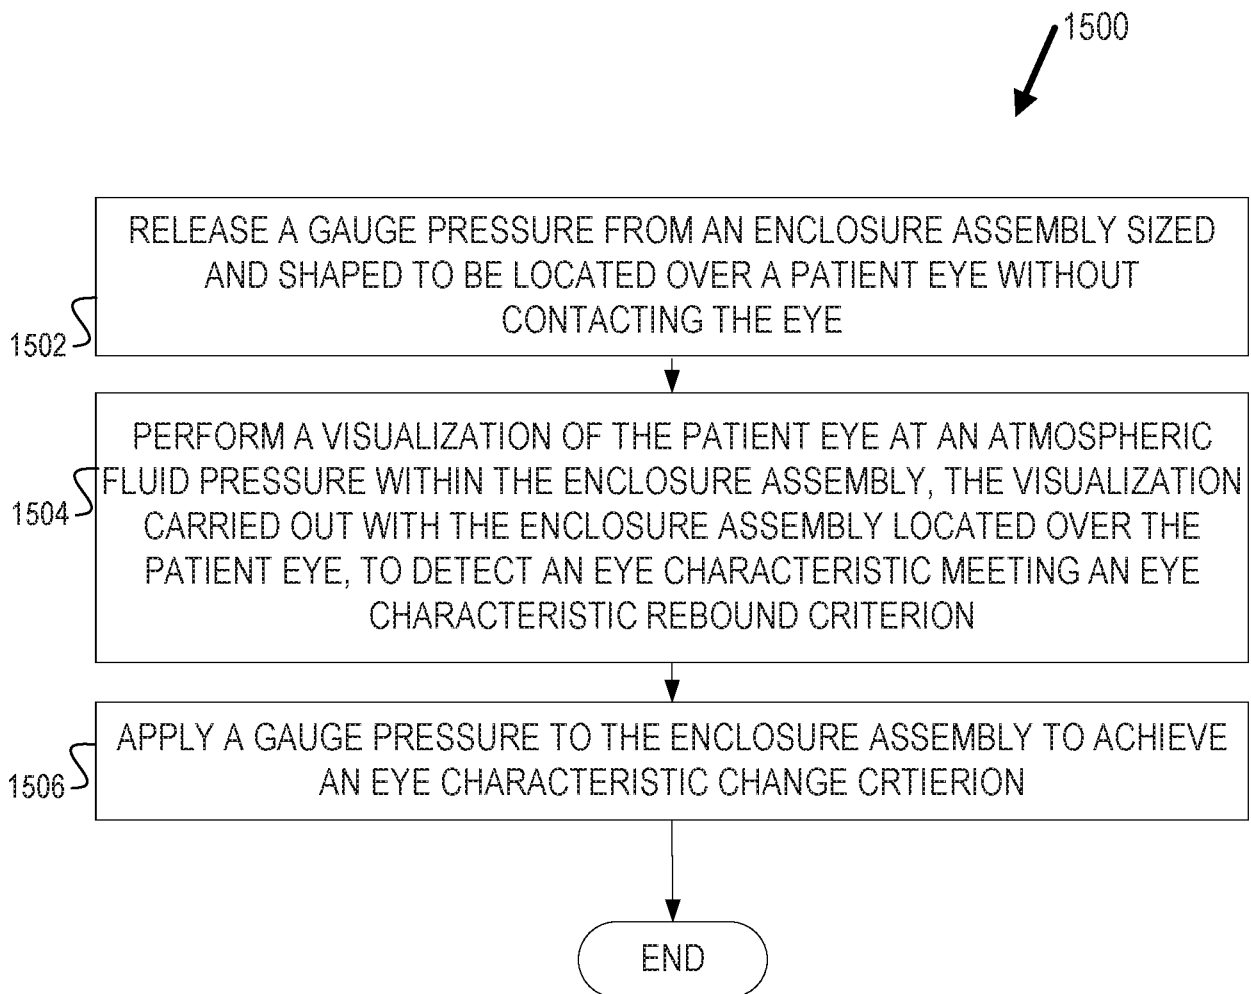 1500
RELEASE A GAUGE PRESSURE FROM AN ENCLOSURE ASSEMBLY SIZED
AND SHAPED TO BE LOCATED OVER A PATIENT EYE WITHOUT
CONTACTING THE EYE
1502
PERFORM A VISUALIZATION OF THE PATIENT EYE AT AN ATMOSPHERIC
FLUID PRESSURE WITHIN THE ENCLOSURE ASSEMBLY, THE VISUALIZATION
CARRIED OUT WITH THE ENCLOSURE ASSEMBLY LOCATED OVER THE
PATIENT EYE, TO DETECT AN EYE CHARACTERISTIC MEETING AN EYE
CHARACTERISTIC REBOUND CRITERION
1504
APPLY A GAUGE PRESSURE TO THE ENCLOSURE ASSEMBLY TO ACHIEVE
AN EYE CHARACTERISTIC CHANGE CRTIERION
1506
END